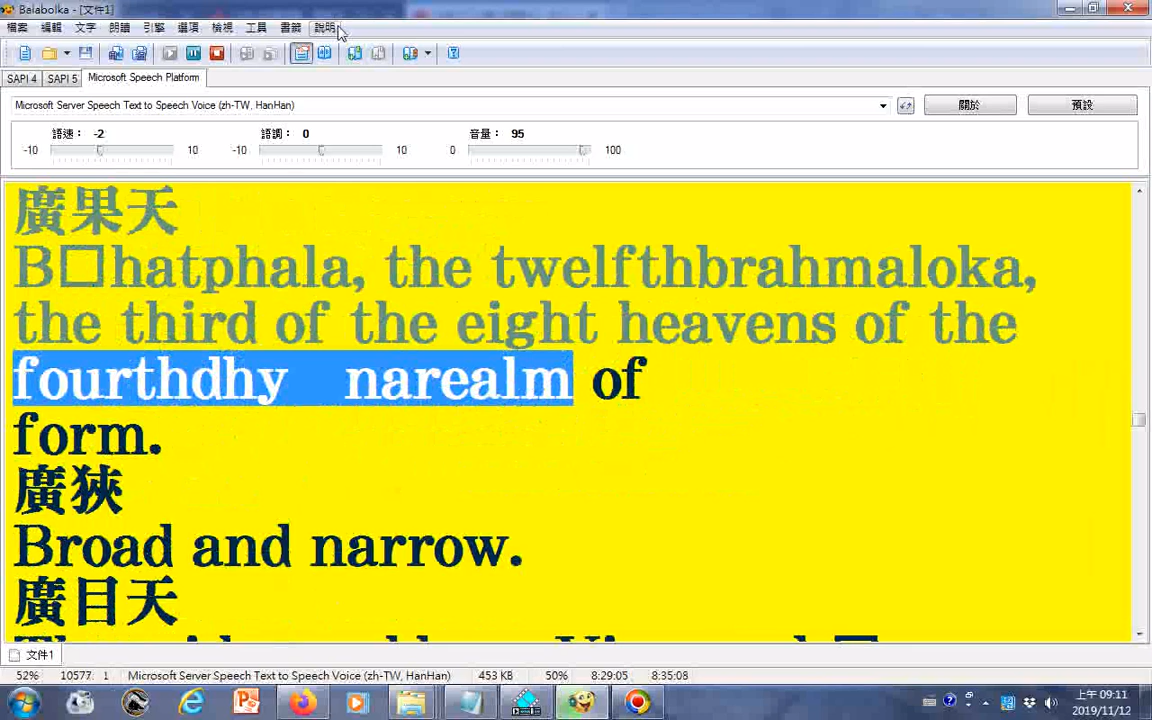 Balabolka - [文件1]
檔案 編輯 文字 朗讀 引擎 選項 檢視 工具 書籤 說明
SAPI 4 SAPI 5 Microsoft Speech Platform
Microsoft Server Speech Text to Speech Voice (zh-TW, HanHan) 關於 預設
語速： -2 語調： 0 音量： 95
-10 10 -10 10 0 100
廣果天
B□hatphala, the twelfthbrahmaloka,
the third of the eight heavens of the
fourthdhy narealm of
form.
廣狹
Broad and narrow.
廣目天
文件1
52% 10577: 1 Microsoft Server Speech Text to Speech Voice (zh-TW, HanHan) 453 KB 50% 8:29:05 8:35:08
上午 09:11
2019/11/12